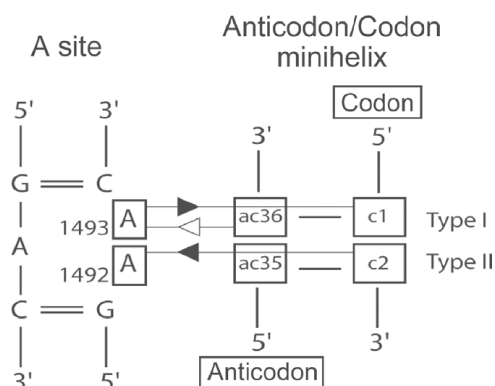 A site
Anticodon/Codon
minihelix
Codon
5'
3'
3'
5'
G
C
1493
A
ac36
c1
Type I
A
1492
A
ac35
c2
Type II
C
G
5'
3'
3'
5'
Anticodon